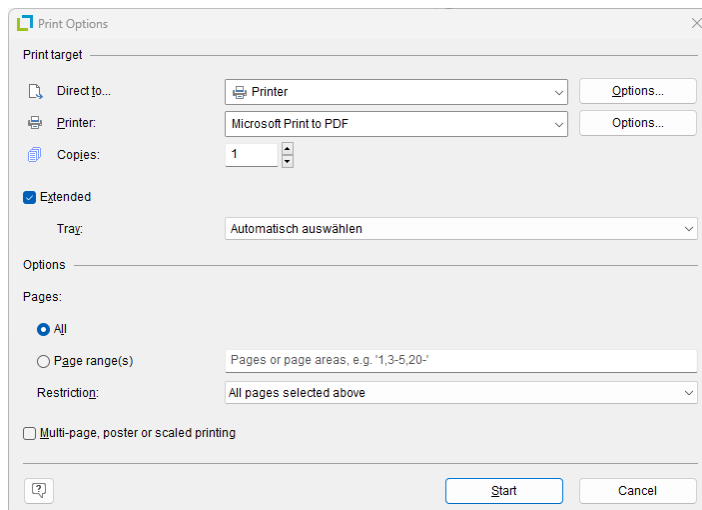 Print Options
Print target
Direct to... Printer Options...
Printer: Microsoft Print to PDF Options...
Copies: 1
Extended
Tray: Automatisch auswählen
Options
Pages:
All
Page range(s) Pages or page areas, e.g. '1,3-5,20-'
Restriction: All pages selected above
Multi-page, poster or scaled printing
Start Cancel